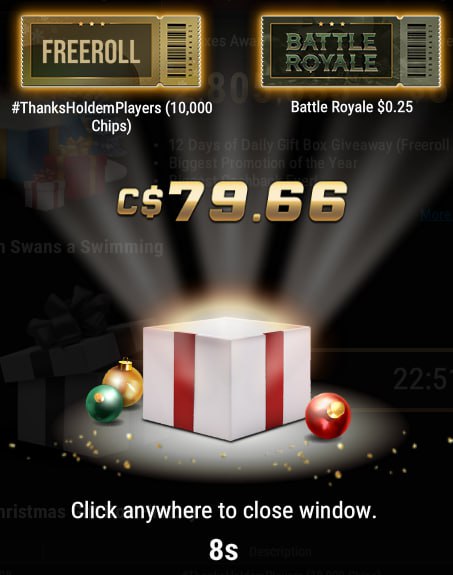 FREEROLL
BATTLE
ROYALE
#ThanksHoldemPlayers (10,000
Chips)
Battle Royale $0.25
12 Days of Daily Gift Box Giveaway (Freeroll
Biggest Promotion of the Year
C$79.66
More
Swans a Swimming
22:5
Click anywhere to close window.
8s
Description